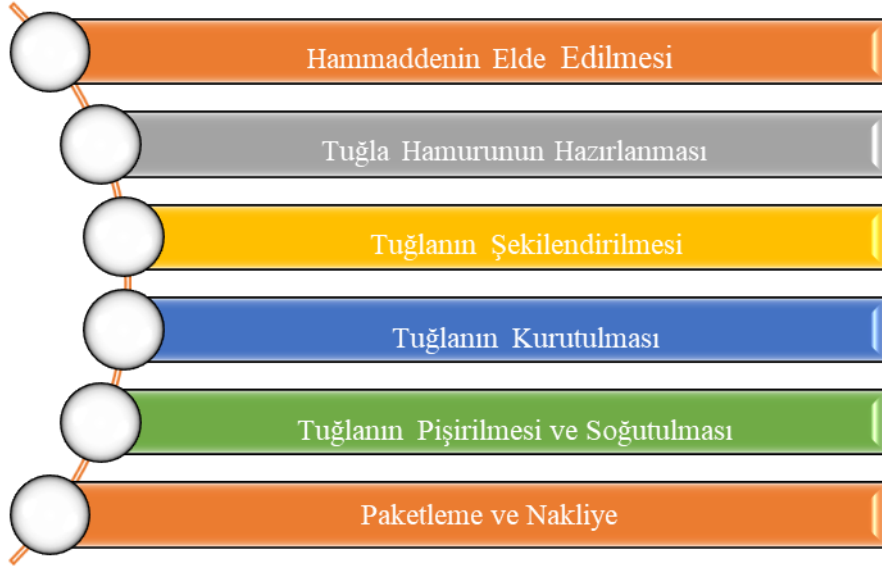 Hammaddenin Elde Edilmesi
Tuğla Hamurunun Hazırlanması
Tuğlanın Şekilendirilmesi
Tuğlanın Kurutulması
Tuğlanın Pişirilmesi ve Soğutulması
Paketleme ve Nakliye